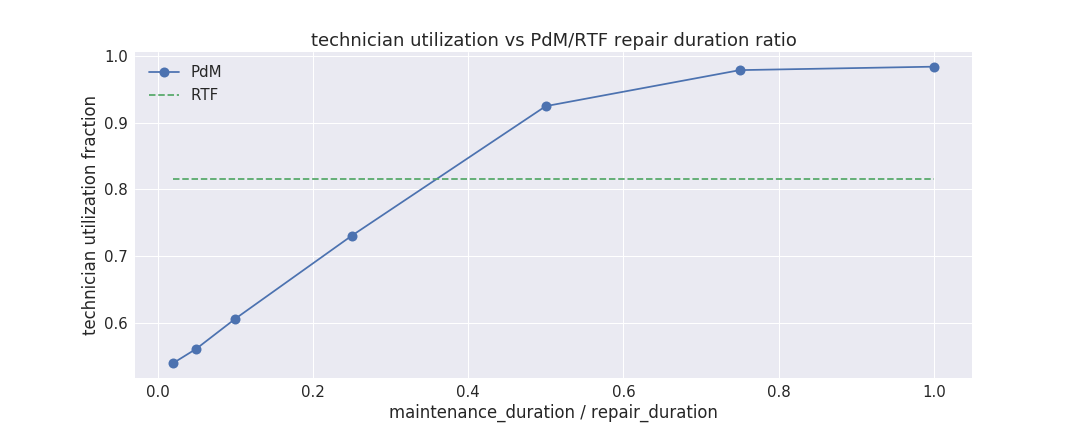 technician utilization vs PdM/RTF repair duration ratio
PdM
RTF
technician utilization fraction
1.0
0.9
0.8
0.7
0.6
0.0 0.2 0.4 0.6 0.8 1.0
maintenance_duration / repair_duration